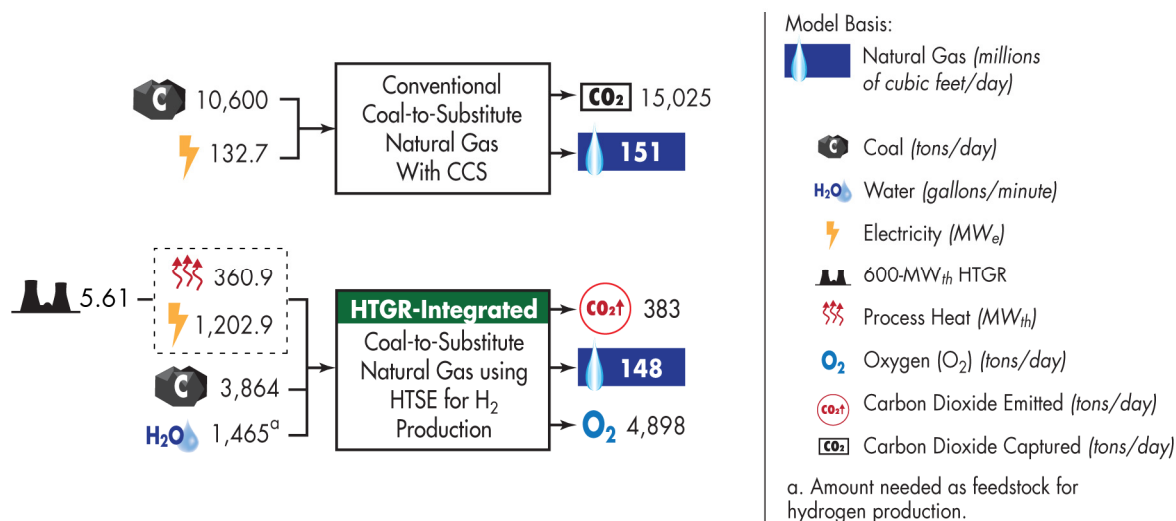 C 10,600
132.7
Conventional
Coal-to-Substitute
Natural Gas
With CCS
CO₂ 15,025
151
5.61
360.9
1,202.9
C 3,864
H₂O 1,465ᵃ
HTGR-Integrated
Coal-to-Substitute
Natural Gas using
HTSE for H₂
Production
CO₂↑ 383
148
O₂ 4,898
Model Basis:
Natural Gas (millions
of cubic feet/day)
C Coal (tons/day)
H₂O Water (gallons/minute)
Electricity (MWₑ)
600-MWₜₕ HTGR
Process Heat (MWₜₕ)
O₂ Oxygen (O₂) (tons/day)
CO₂↑ Carbon Dioxide Emitted (tons/day)
CO₂ Carbon Dioxide Captured (tons/day)
a. Amount needed as feedstock for
hydrogen production.